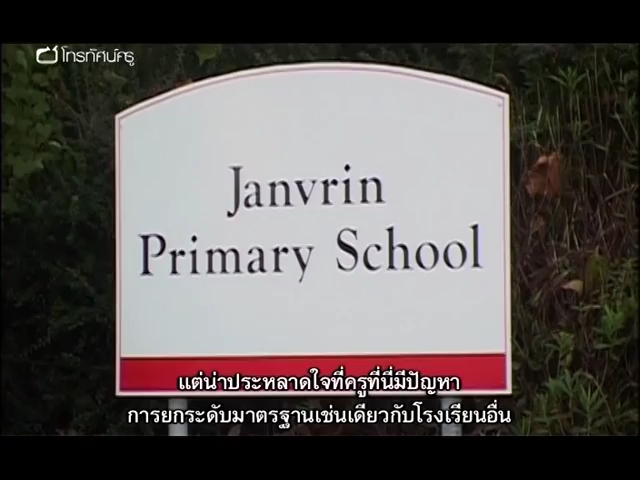 โทรทัศน์ครู
Janvrin
Primary School
แต่น่าประหลาดใจที่ครูที่นี่มีปัญหา
การยกระดับมาตรฐานเช่นเดียวกับโรงเรียนอื่น